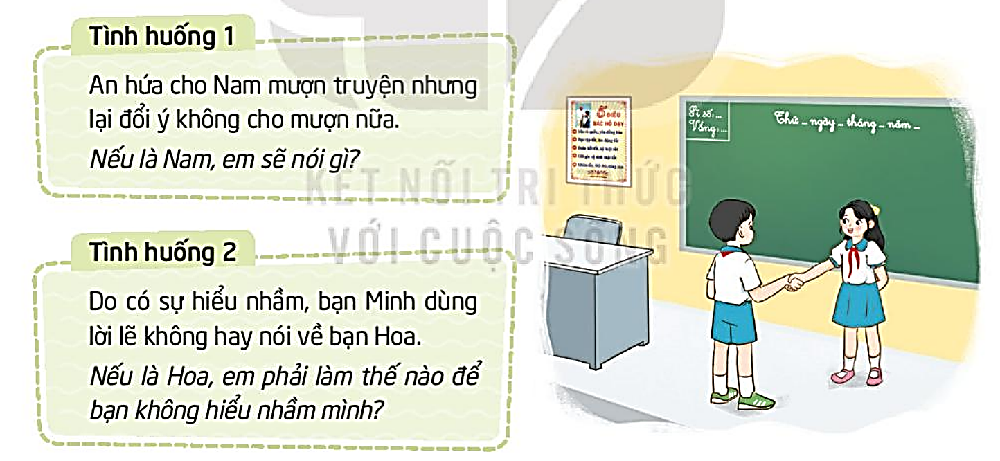 Tình huống 1
An hứa cho Nam mượn truyện nhưng
lại đổi ý không cho mượn nữa.
Nếu là Nam, em sẽ nói gì?
KẾT NỐI TRI THỨC
VỚI CUỘC SỐNG
Tình huống 2
Do có sự hiểu nhầm, bạn Minh dùng
lời lẽ không hay nói về bạn Hoa.
Nếu là Hoa, em phải làm thế nào để
bạn không hiểu nhầm mình?
5 ĐIỀU
BÁC HỒ DẠY
Sĩ số:...
Vắng:...
Thứ ... ngày ... tháng ... năm ...